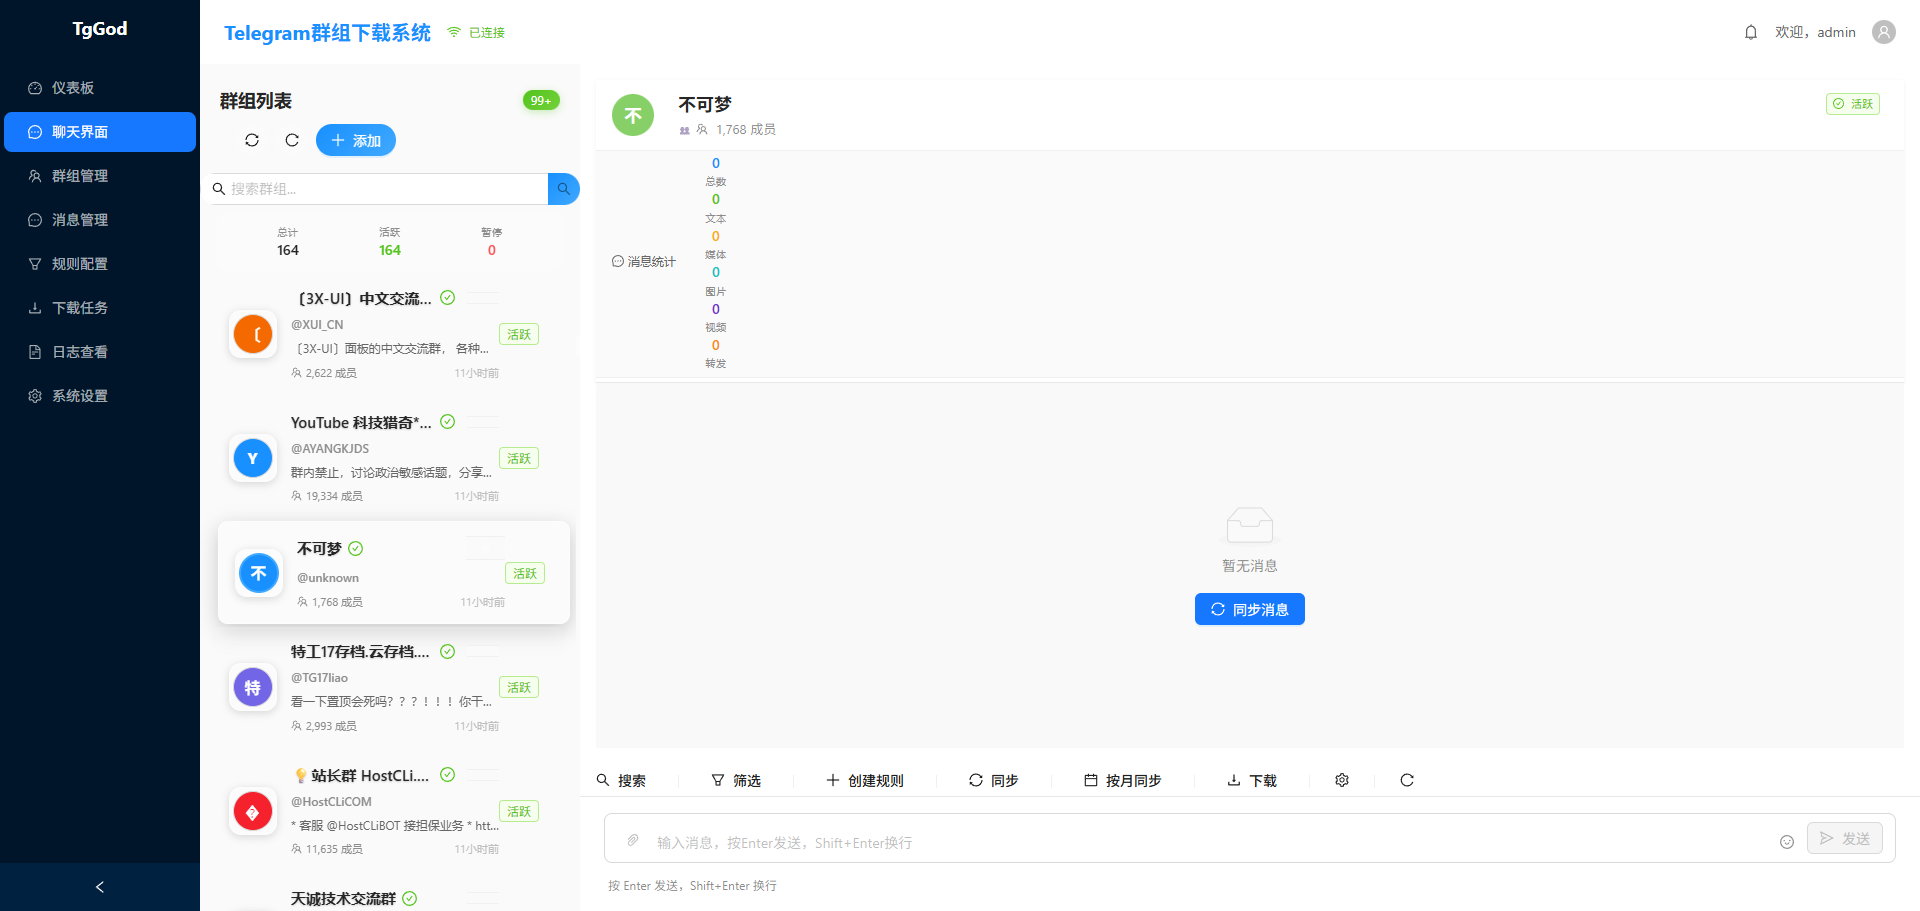 TgGod
仪表板
聊天界面
群组管理
消息管理
规则配置
下载任务
日志查看
系统设置
Telegram群组下载系统
已连接
欢迎，admin
群组列表
99+
添加
搜索群组...
总计 活跃 暂停
164 164 0
〔3X-UI〕中文交流...
@XUI_CN
〔3X-UI〕面板的中文交流群， 各种...
2,622 成员
11小时前
活跃
〔
YouTube 科技猎奇*...
@AYANGKJDS
群内禁止，讨论政治敏感话题，分享...
19,334 成员
11小时前
活跃
Y
不可梦
@unknown
1,768 成员
11小时前
活跃
不
特工17存档.云存档....
@TG17liao
看一下置顶会死吗？？？！！！你干...
2,993 成员
11小时前
活跃
特
💡站长群 HostCLi....
@HostCLiCOM
* 客服 @HostCLiBOT 接担保业务 * htt...
11,635 成员
11小时前
活跃
天诚技术交流群
不
不可梦
1,768 成员
活跃
消息统计
0
总数
0
文本
0
媒体
0
图片
0
视频
0
转发
暂无消息
同步消息
搜索
筛选
创建规则
同步
按月同步
下载
输入消息，按Enter发送，Shift+Enter换行
发送
按 Enter 发送，Shift+Enter 换行